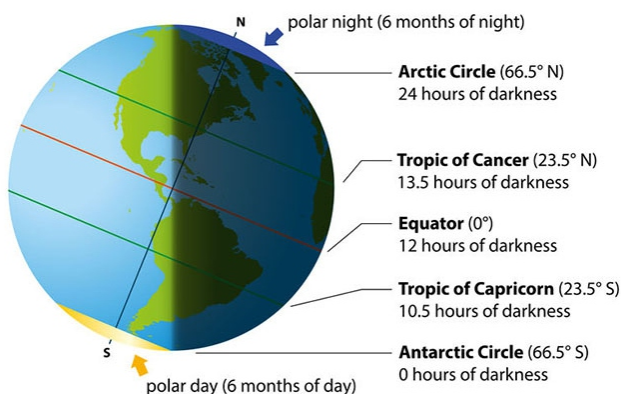 N
polar night (6 months of night)
Arctic Circle (66.5° N)
24 hours of darkness
Tropic of Cancer (23.5° N)
13.5 hours of darkness
Equator (0°)
12 hours of darkness
Tropic of Capricorn (23.5° S)
10.5 hours of darkness
Antarctic Circle (66.5° S)
0 hours of darkness
S
polar day (6 months of day)